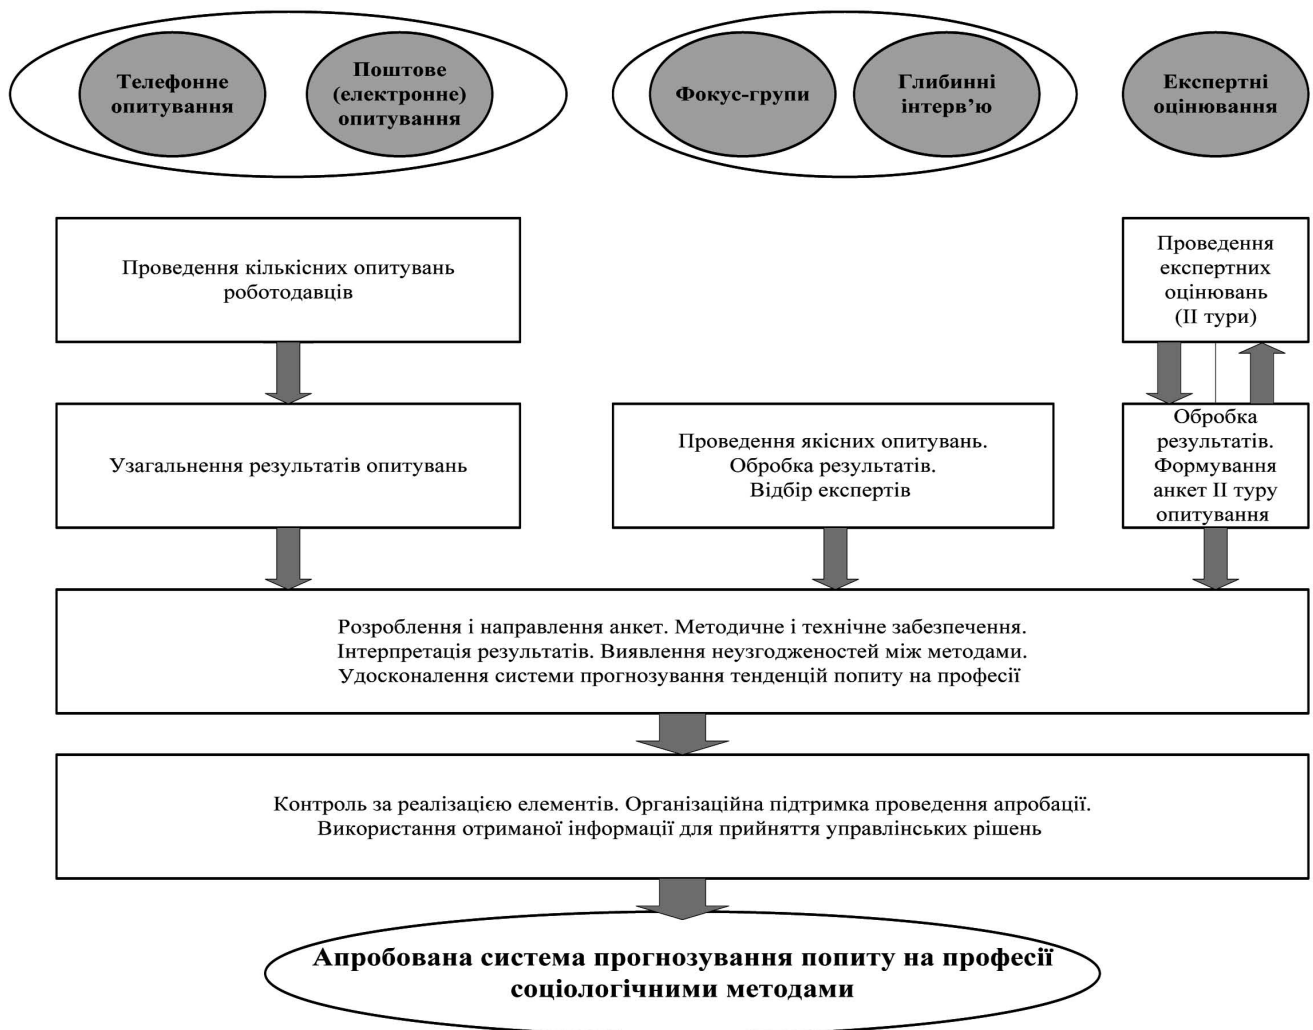 Телефонне
опитування
Поштове
(електронне)
опитування
Фокус-групи
Глибинні
інтерв’ю
Експертні
оцінювання
Проведення кількісних опитувань
роботодавців
Проведення
експертних
оцінювань
(ІІ тури)
Узагальнення результатів опитувань
Проведення якісних опитувань.
Обробка результатів.
Відбір експертів
Обробка
результатів.
Формування
анкет ІІ туру
опитування
Розроблення і направлення анкет. Методичне і технічне забезпечення.
Інтерпретація результатів. Виявлення неузгодженостей між методами.
Удосконалення системи прогнозування тенденцій попиту на професії
Контроль за реалізацією елементів. Організаційна підтримка проведення апробації.
Використання отриманої інформації для прийняття управлінських рішень
Апробована система прогнозування попиту на професії
соціологічними методами